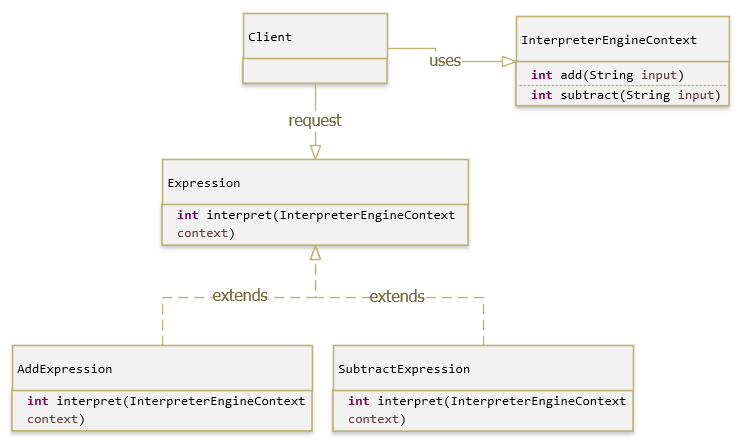 Client
InterpreterEngineContext
uses
int add(String input)
int subtract(String input)
request
Expression
int interpret(InterpreterEngineContext
context)
extends
extends
AddExpression
int interpret(InterpreterEngineContext
context)
SubtractExpression
int interpret(InterpreterEngineContext
context)